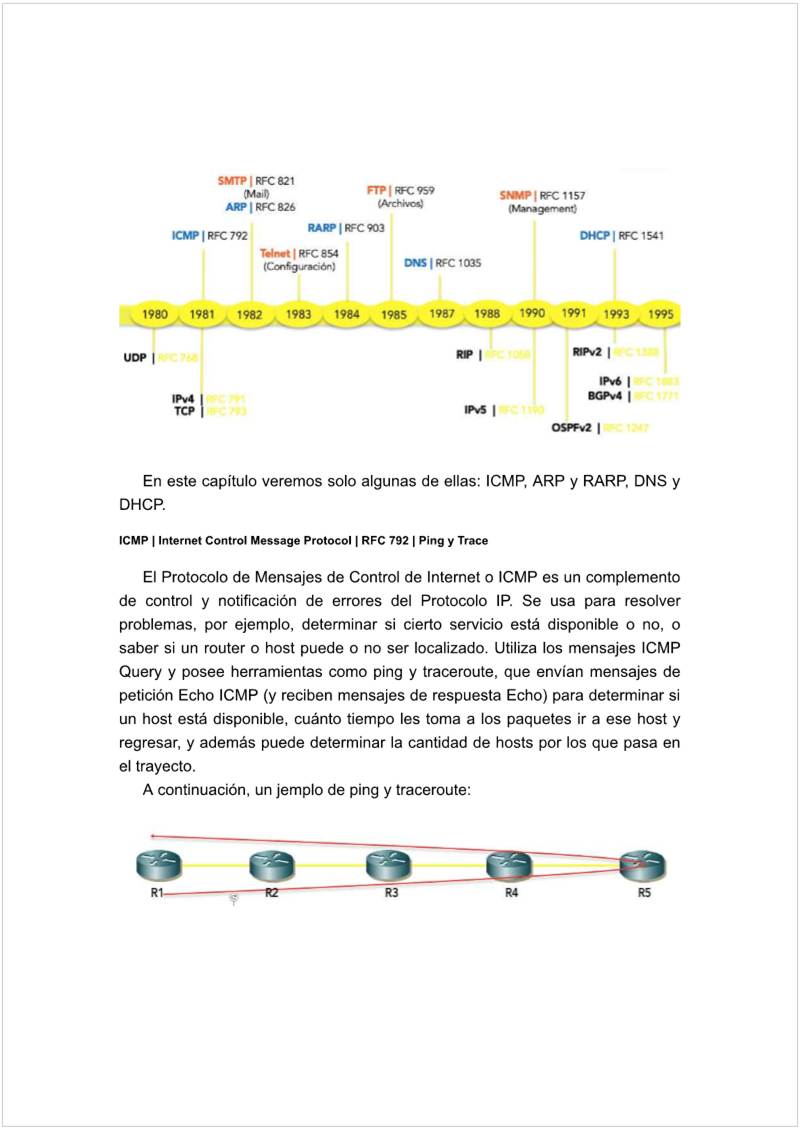 SMTP | RFC 821
(Mail)
ARP | RFC 826
FTP | RFC 959
(Archivos)
SNMP | RFC 1157
(Management)
ICMP | RFC 792
RARP | RFC 903
DHCP | RFC 1541
Telnet | RFC 854
(Configuración)
DNS | RFC 1035
1980 1981 1982 1983 1984 1985 1987 1988 1990 1991 1993 1995
UDP | RFC 768
RIP | RFC 1058
RIPv2 | RFC 1388
IPv6 | RFC 1883
BGPv4 | RFC 1771
IPv4 | RFC 791
TCP | RFC 793
IPv5 | RFC 1190
OSPFv2 | RFC 1247
En este capítulo veremos solo algunas de ellas: ICMP, ARP y RARP, DNS y
DHCP.
ICMP | Internet Control Message Protocol | RFC 792 | Ping y Trace
El Protocolo de Mensajes de Control de Internet o ICMP es un complemento
de control y notificación de errores del Protocolo IP. Se usa para resolver
problemas, por ejemplo, determinar si cierto servicio está disponible o no, o
saber si un router o host puede o no ser localizado. Utiliza los mensajes ICMP
Query y posee herramientas como ping y traceroute, que envían mensajes de
petición Echo ICMP (y reciben mensajes de respuesta Echo) para determinar si
un host está disponible, cuánto tiempo les toma a los paquetes ir a ese host y
regresar, y además puede determinar la cantidad de hosts por los que pasa en
el trayecto.
A continuación, un jemplo de ping y traceroute:
R1 R2 R3 R4 R5